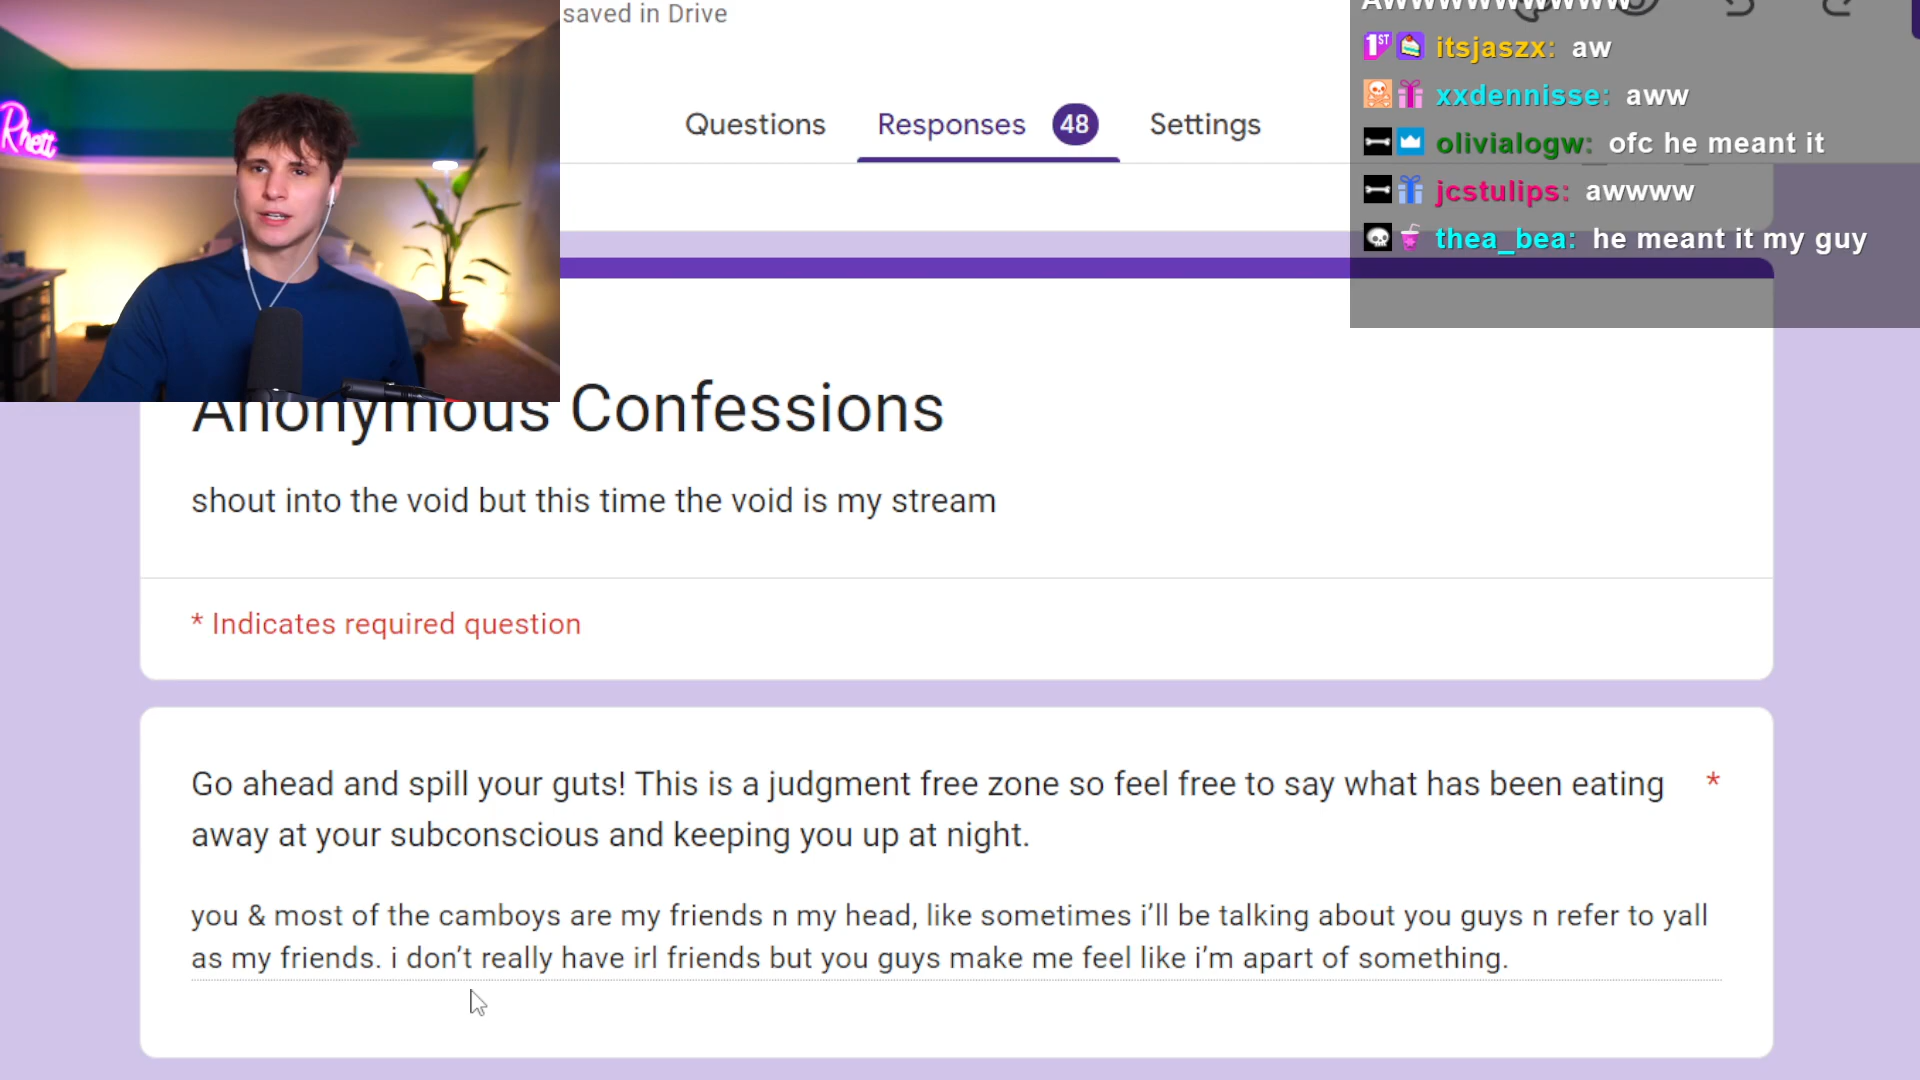 saved in Drive
AWWWWWWWWW
Rhett
Questions Responses 48 Settings
1ST itsjaszx: aw
xxdennisse: aww
olivialogw: ofc he meant it
jcstulips: awwww
thea_bea: he meant it my guy
Anonymous Confessions
shout into the void but this time the void is my stream
* Indicates required question
Go ahead and spill your guts! This is a judgment free zone so feel free to say what has been eating *
away at your subconscious and keeping you up at night.
you & most of the camboys are my friends n my head, like sometimes i’ll be talking about you guys n refer to yall
as my friends. i don’t really have irl friends but you guys make me feel like i’m apart of something.